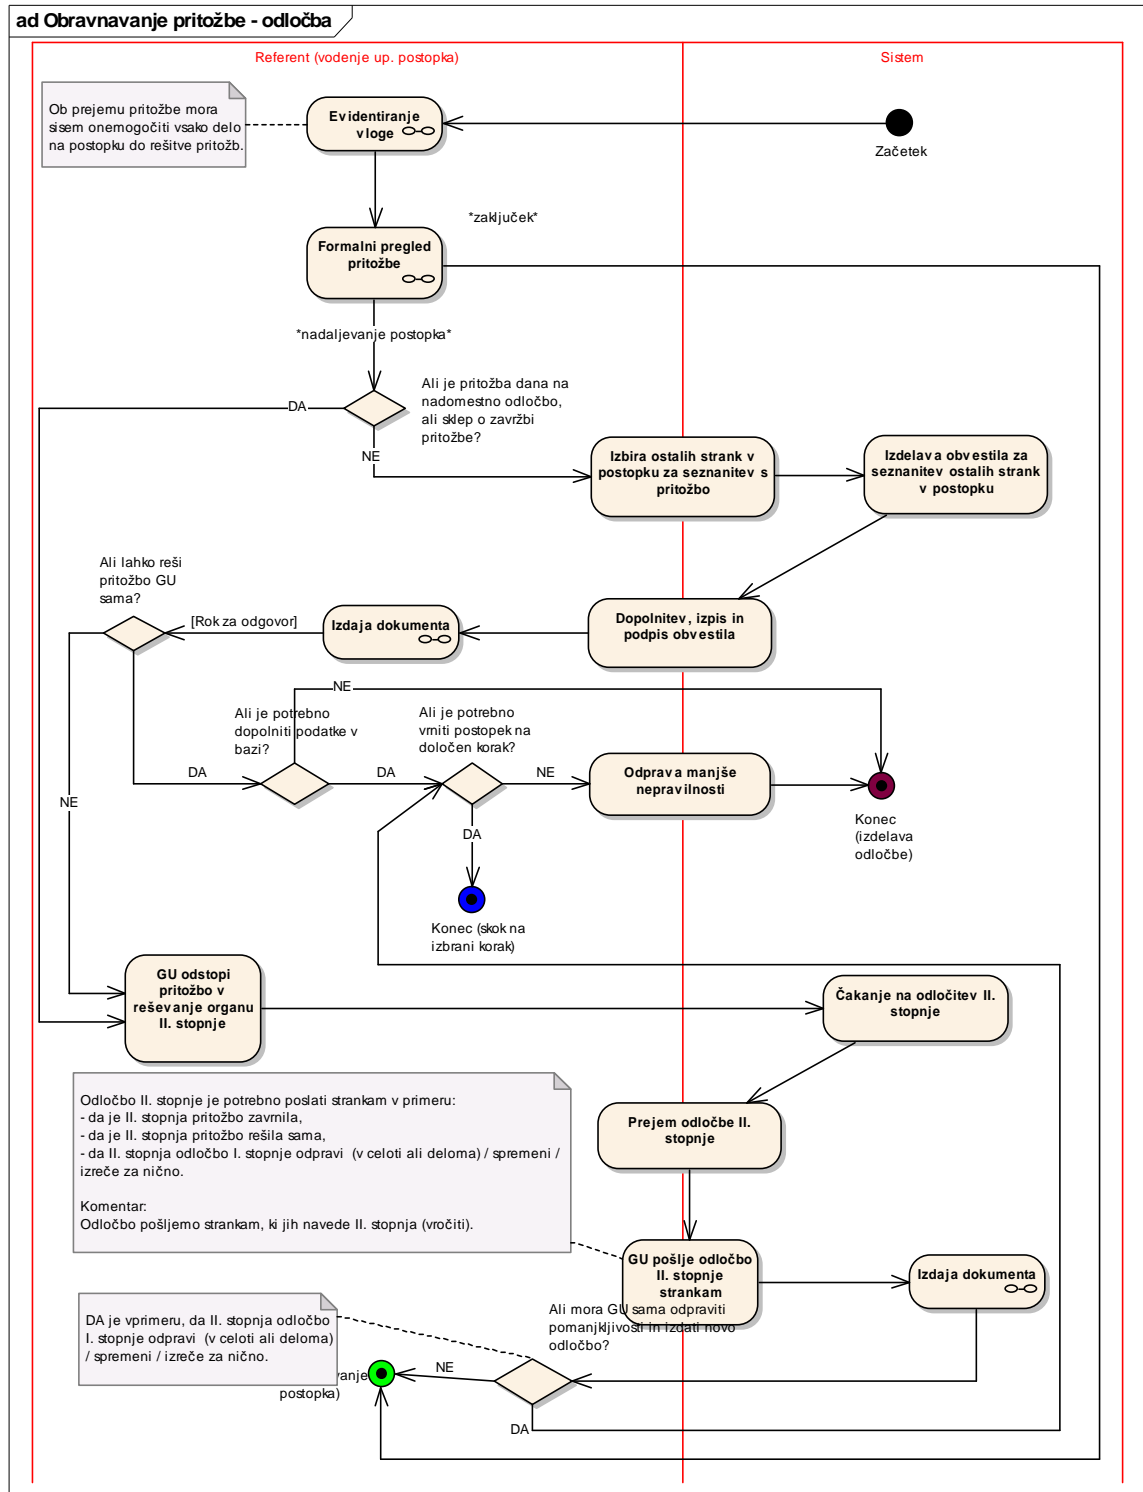 ad Obravnavanje pritožbe - odločba
Referent (vodenje up. postopka)
Sistem
Ob prejemu pritožbe mora
sisem onemogočiti vsako delo
na postopku do rešitve pritožb.
Evidentiranje
vloge
Začetek
*zaključek*
Formalni pregled
pritožbe
*nadaljevanje postopka*
Ali je pritožba dana na
nadomestno odločbo,
ali sklep o zavržbi
pritožbe?
DA
NE
Izbira ostalih strank v
postopku za seznanitev s
pritožbo
Izdelava obvestila za
seznanitev ostalih strank
v postopku
Ali lahko reši
pritožbo GU
sama?
[Rok za odgovor]
Izdaja dokumenta
Dopolnitev, izpis in
podpis obvestila
NE
Ali je potrebno
dopolniti podatke v
bazi?
Ali je potrebno
vrniti postopek na
določen korak?
DA
DA
NE
Odprava manjše
nepravilnosti
NE
DA
Konec
(izdelava
odločbe)
Konec (skok na
izbrani korak)
GU odstopi
pritožbo v
reševanje organu
II. stopnje
Čakanje na odločitev II.
stopnje
Odločbo II. stopnje je potrebno poslati strankam v primeru:
- da je II. stopnja pritožbo zavrnila,
- da je II. stopnja pritožbo rešila sama,
- da II. stopnja odločbo I. stopnje odpravi (v celoti ali deloma) / spremeni /
izreče za nično.
Komentar:
Odločbo pošljemo strankam, ki jih navede II. stopnja (vročiti).
Prejem odločbe II.
stopnje
GU pošlje odločbo
II. stopnje
strankam
Izdaja dokumenta
DA je vprimeru, da II. stopnja odločbo
I. stopnje odpravi (v celoti ali deloma)
/ spremeni / izreče za nično.
Ali mora GU sama odpraviti
pomanjkljivosti in izdati novo
odločbo?
NE
postopka)
DA